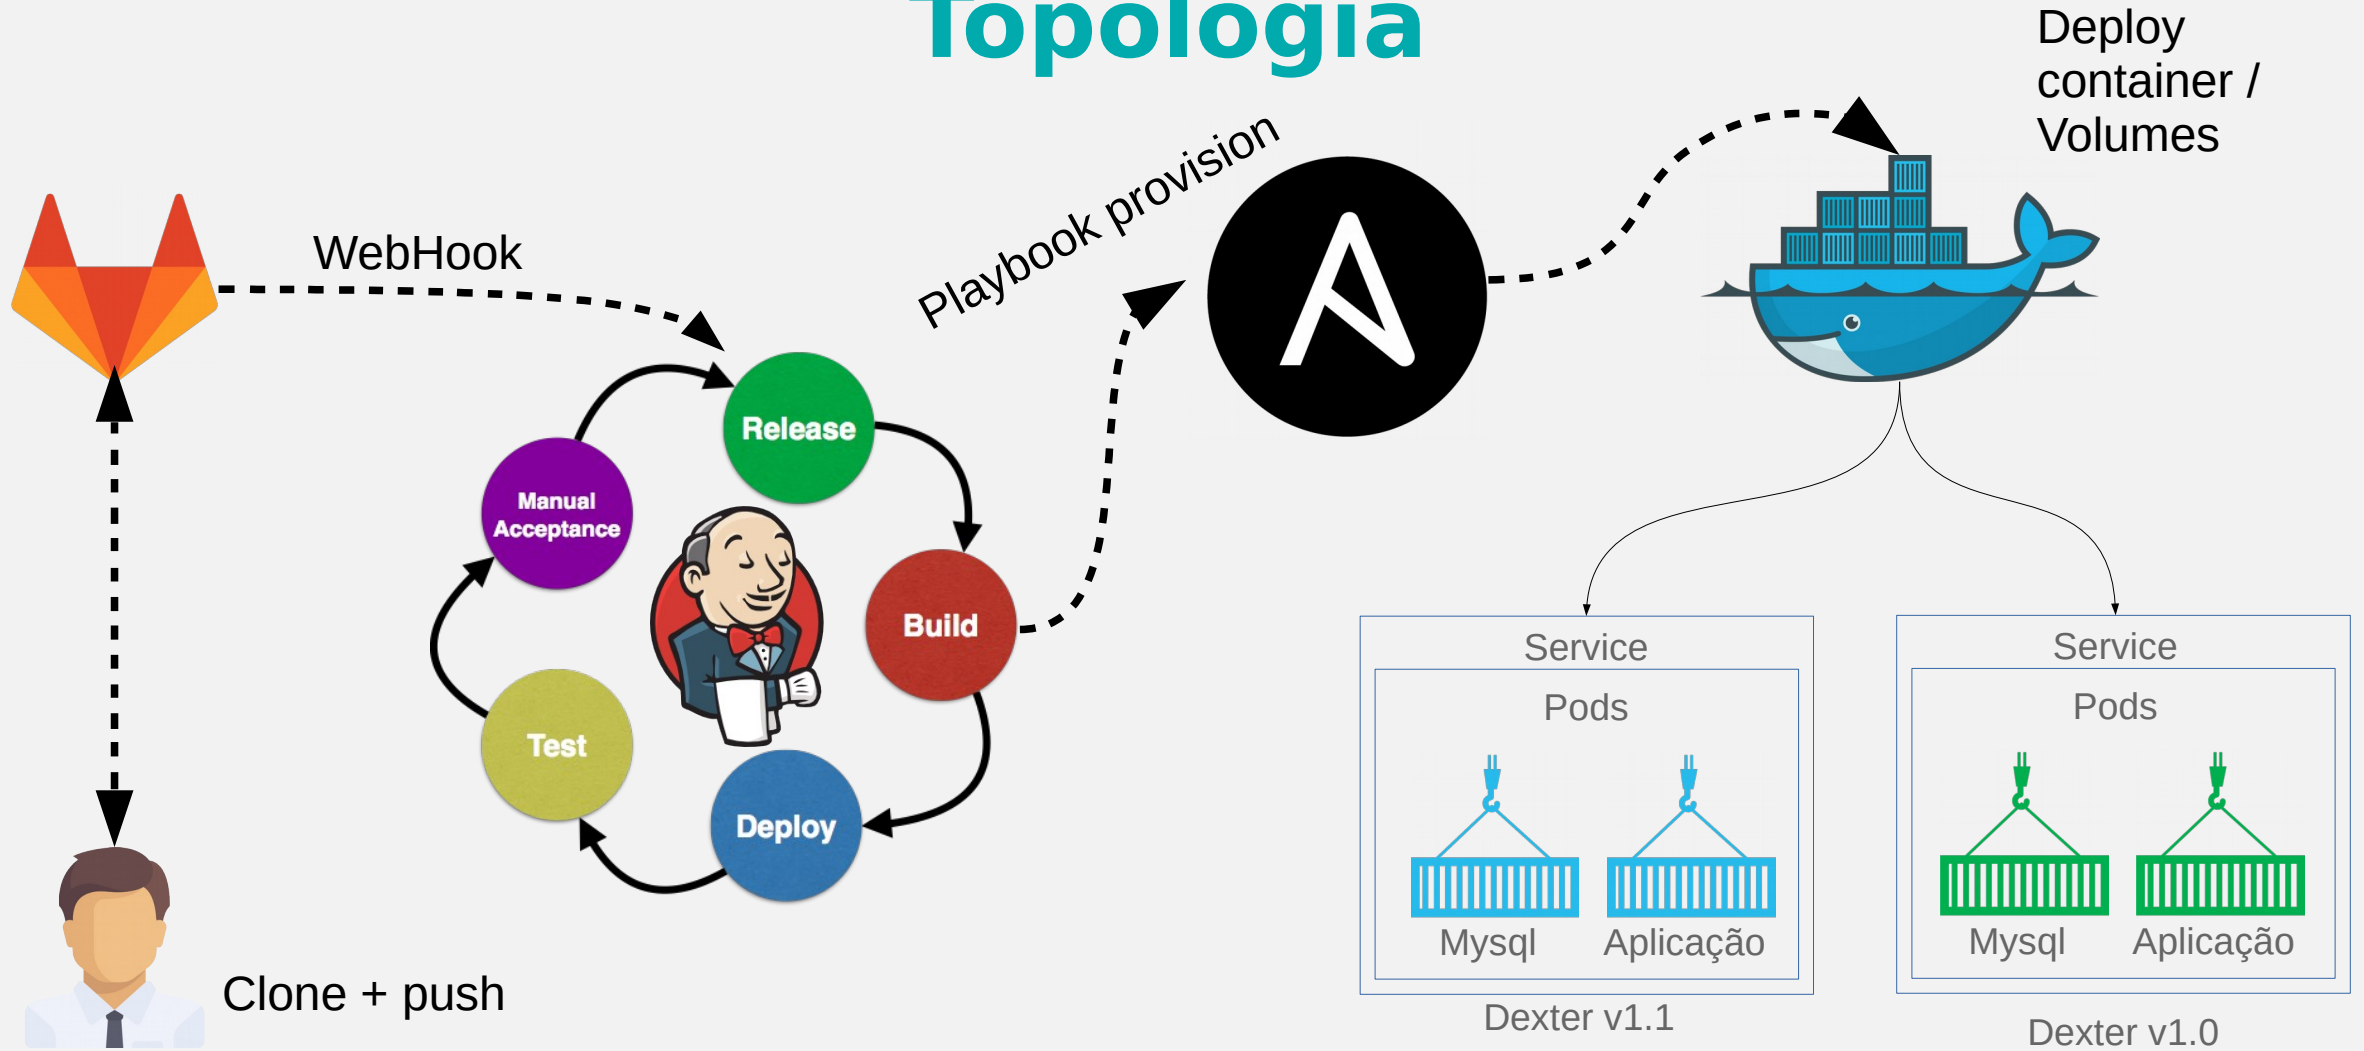 Topologia
Deploy
container /
Volumes
Playbook provision
WebHook
Release
Manual
Acceptance
Build
Test
Deploy
Clone + push
Service
Pods
Mysql
Aplicação
Dexter v1.1
Service
Pods
Mysql
Aplicação
Dexter v1.0